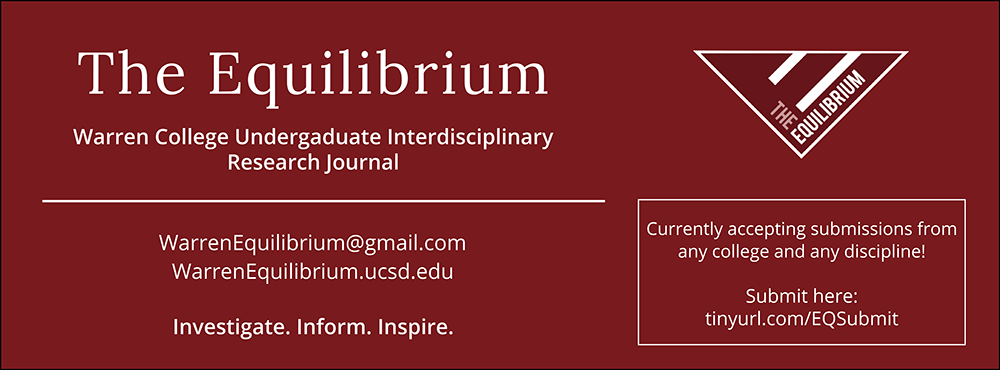 The Equilibrium
Warren College Undergaduate Interdisciplinary
Research Journal
WarrenEquilibrium@gmail.com
WarrenEquilibrium.ucsd.edu
Investigate. Inform. Inspire.
THE
EQUILIBRIUM
Currently accepting submissions from
any college and any discipline!
Submit here:
tinyurl.com/EQSubmit